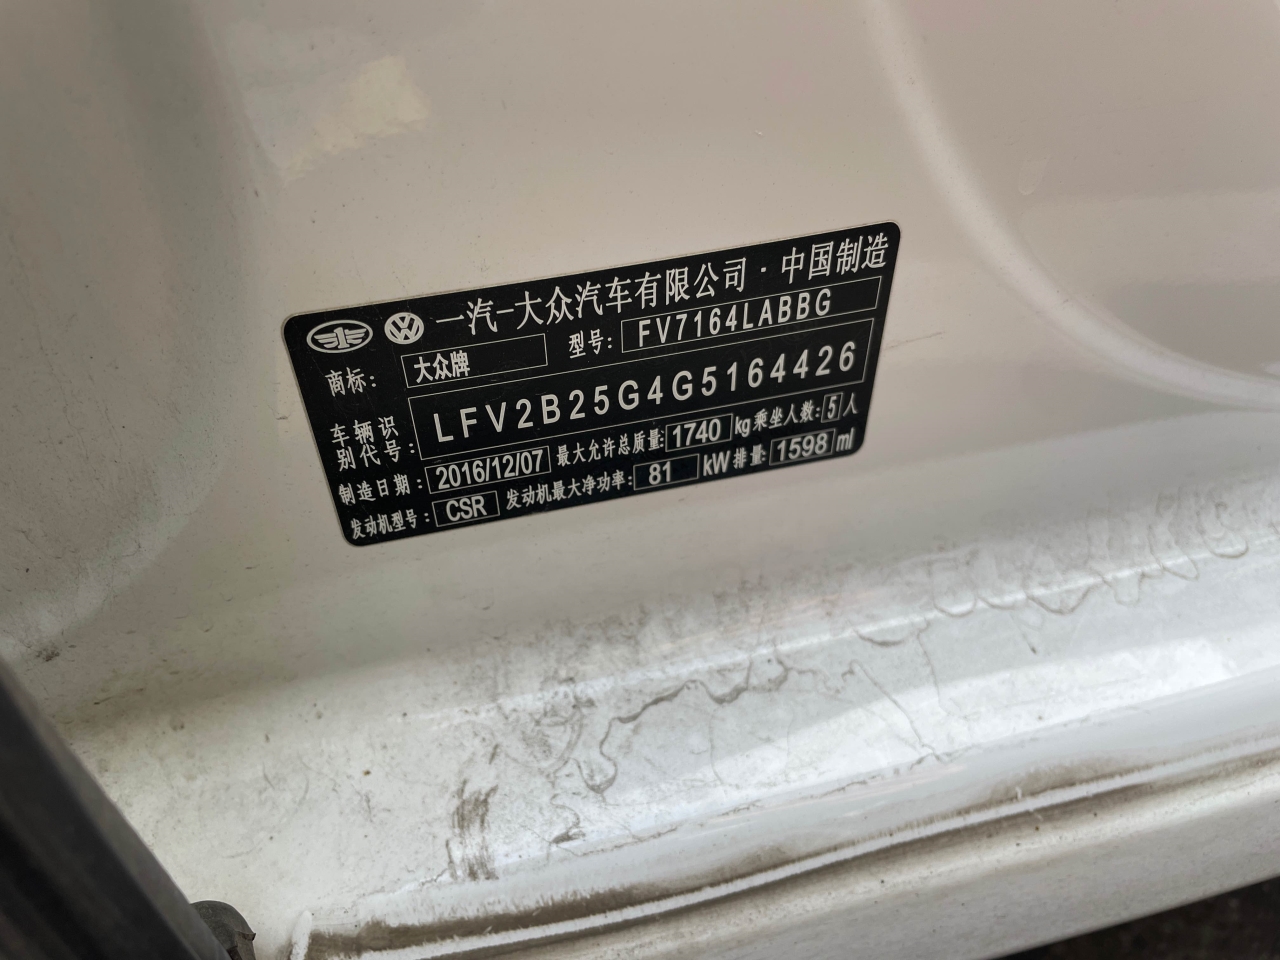 一汽-大众汽车有限公司·中国制造
商标： 大众牌 型号： FV7164LABBG
车辆识别代号： LFV2B25G4G5164426
制造日期： 2016/12/07 最大允许总质量： 1740 kg 乘坐人数： 5 人
发动机型号： CSR 发动机最大净功率： 81 kW 排量： 1598 ml